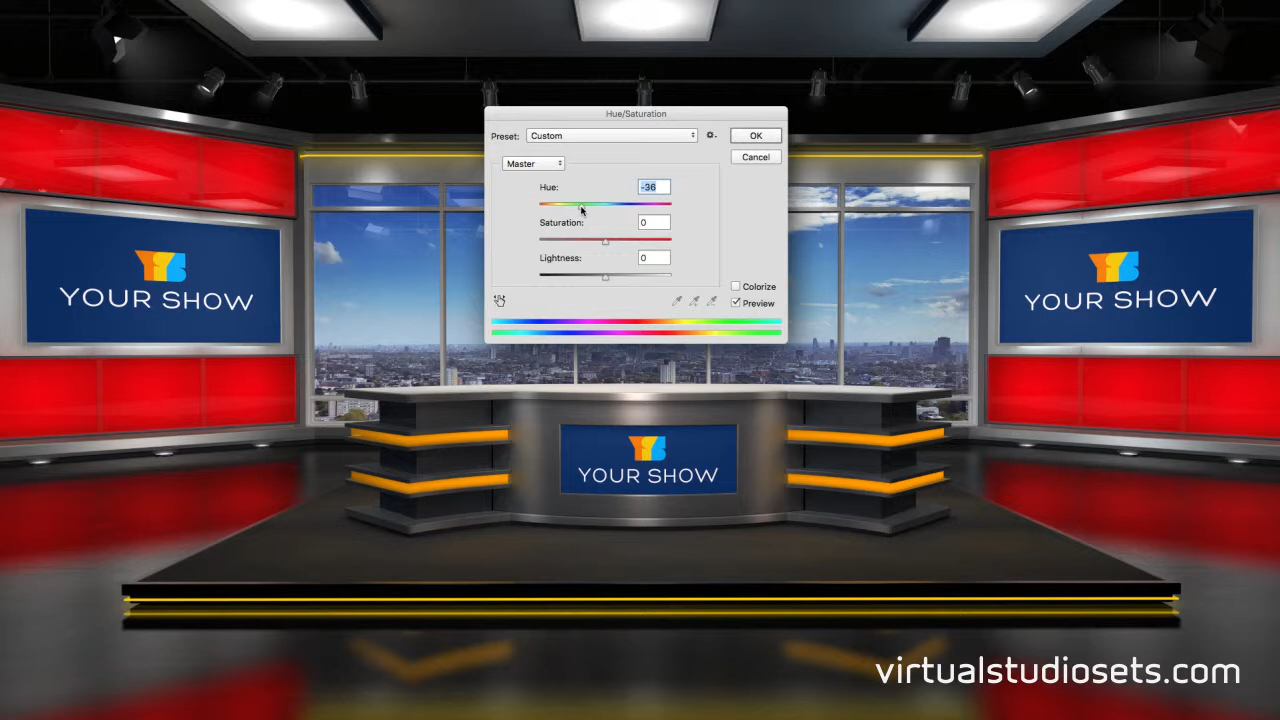 Hue/Saturation
Preset: Custom
OK
Master
Cancel
Hue: -36
Saturation: 0
Lightness: 0
Colorize
Preview
YOUR SHOW
YOUR SHOW
YOUR SHOW
virtualstudiosets.com